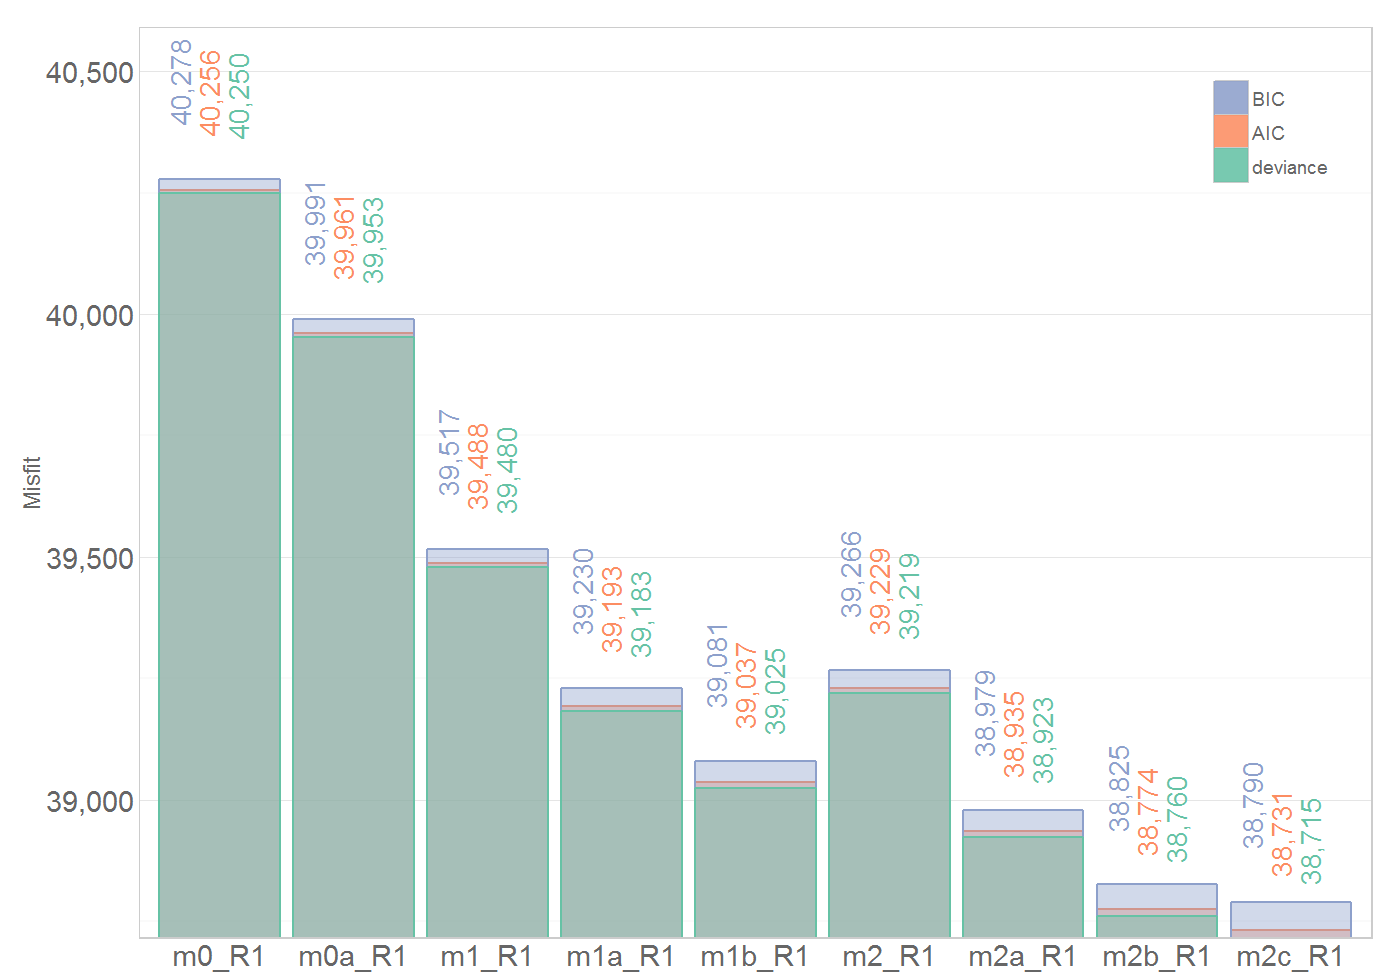 40,500
40,000
39,500
39,000
Misfit
40,278
40,256
40,250
39,991
39,961
39,953
39,517
39,488
39,480
39,230
39,193
39,183
39,081
39,037
39,025
39,266
39,229
39,219
38,979
38,935
38,923
38,825
38,774
38,760
38,790
38,731
38,715
BIC
AIC
deviance
m0_R1
m0a_R1
m1_R1
m1a_R1
m1b_R1
m2_R1
m2a_R1
m2b_R1
m2c_R1